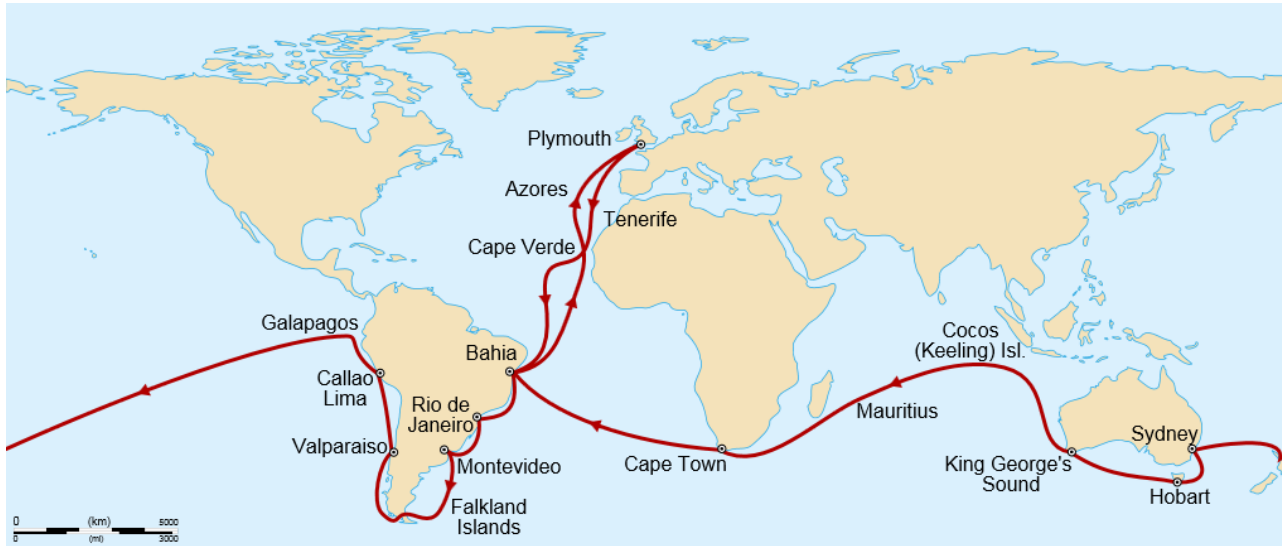 Plymouth
Azores
Tenerife
Cape Verde
Galapagos
Cocos
(Keeling) Isl.
Bahia
Callao
Lima
Rio de
Janeiro
Mauritius
Valparaiso
Montevideo
Cape Town
King George's
Sound
Sydney
Hobart
Falkland
Islands
0 (km) 5000
0 (mi) 3000